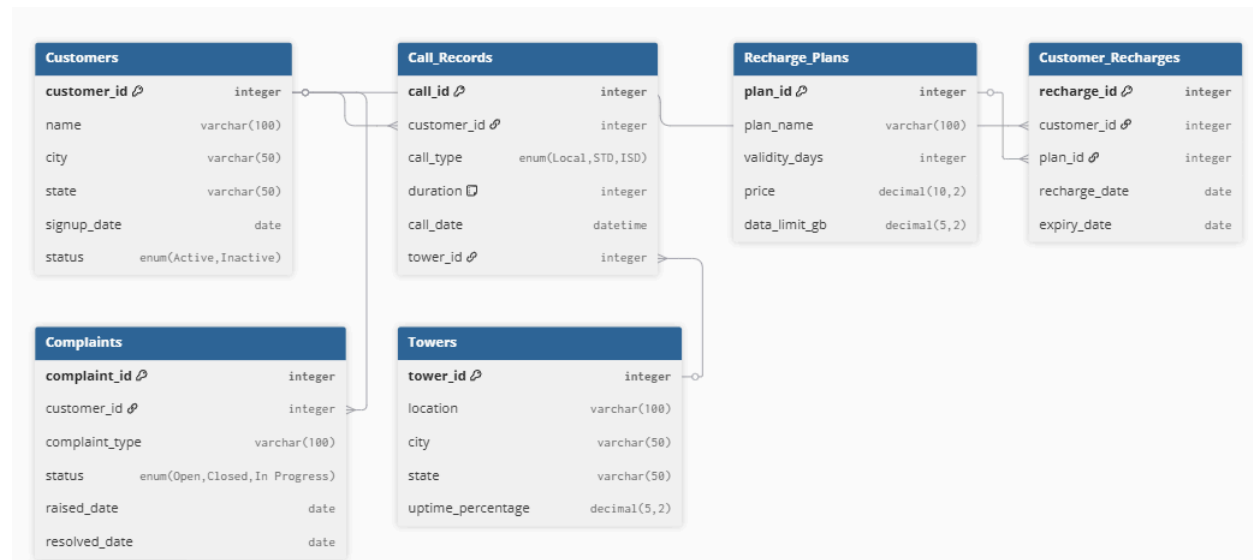 Customers
customer_id integer
name varchar(100)
city varchar(50)
state varchar(50)
signup_date date
status enum(Active,Inactive)
Call_Records
call_id integer
customer_id integer
call_type enum(Local,STD,ISD)
duration integer
call_date datetime
tower_id integer
Recharge_Plans
plan_id integer
plan_name varchar(100)
validity_days integer
price decimal(10,2)
data_limit_gb decimal(5,2)
Customer_Recharges
recharge_id integer
customer_id integer
plan_id integer
recharge_date date
expiry_date date
Complaints
complaint_id integer
customer_id integer
complaint_type varchar(100)
status enum(Open,Closed,In Progress)
raised_date date
resolved_date date
Towers
tower_id integer
location varchar(100)
city varchar(50)
state varchar(50)
uptime_percentage decimal(5,2)